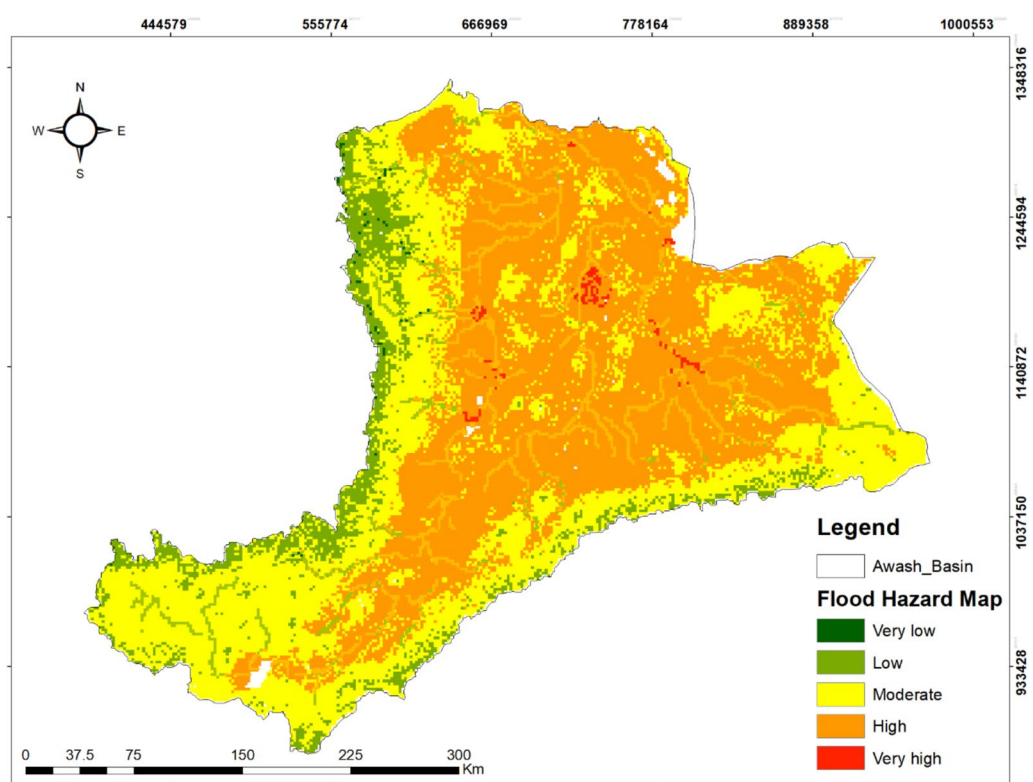 444579 555774 666969 778164 889358 1000553
1348316
1244594
1140872
1037150
933428
N
W E
S
Legend
Awash_Basin
Flood Hazard Map
Very low
Low
Moderate
High
Very high
0 37.5 75 150 225 300
Km